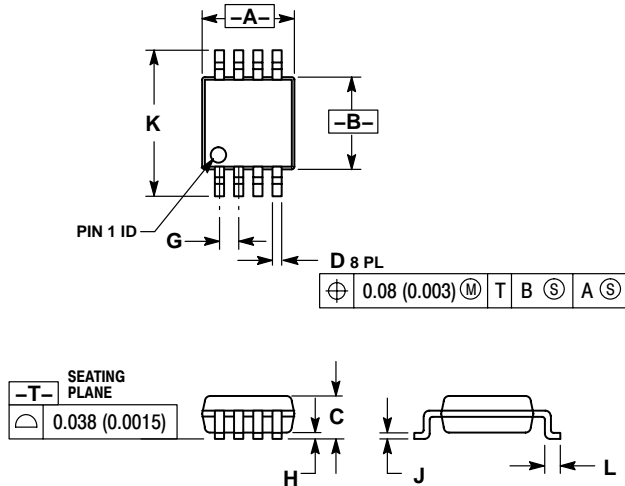 –A–
K
–B–
PIN 1 ID
G
D 8 PL
⌖ 0.08 (0.003) Ⓜ T B Ⓢ A Ⓢ
–T– SEATING PLANE
⌓ 0.038 (0.0015)
C
H
J
L